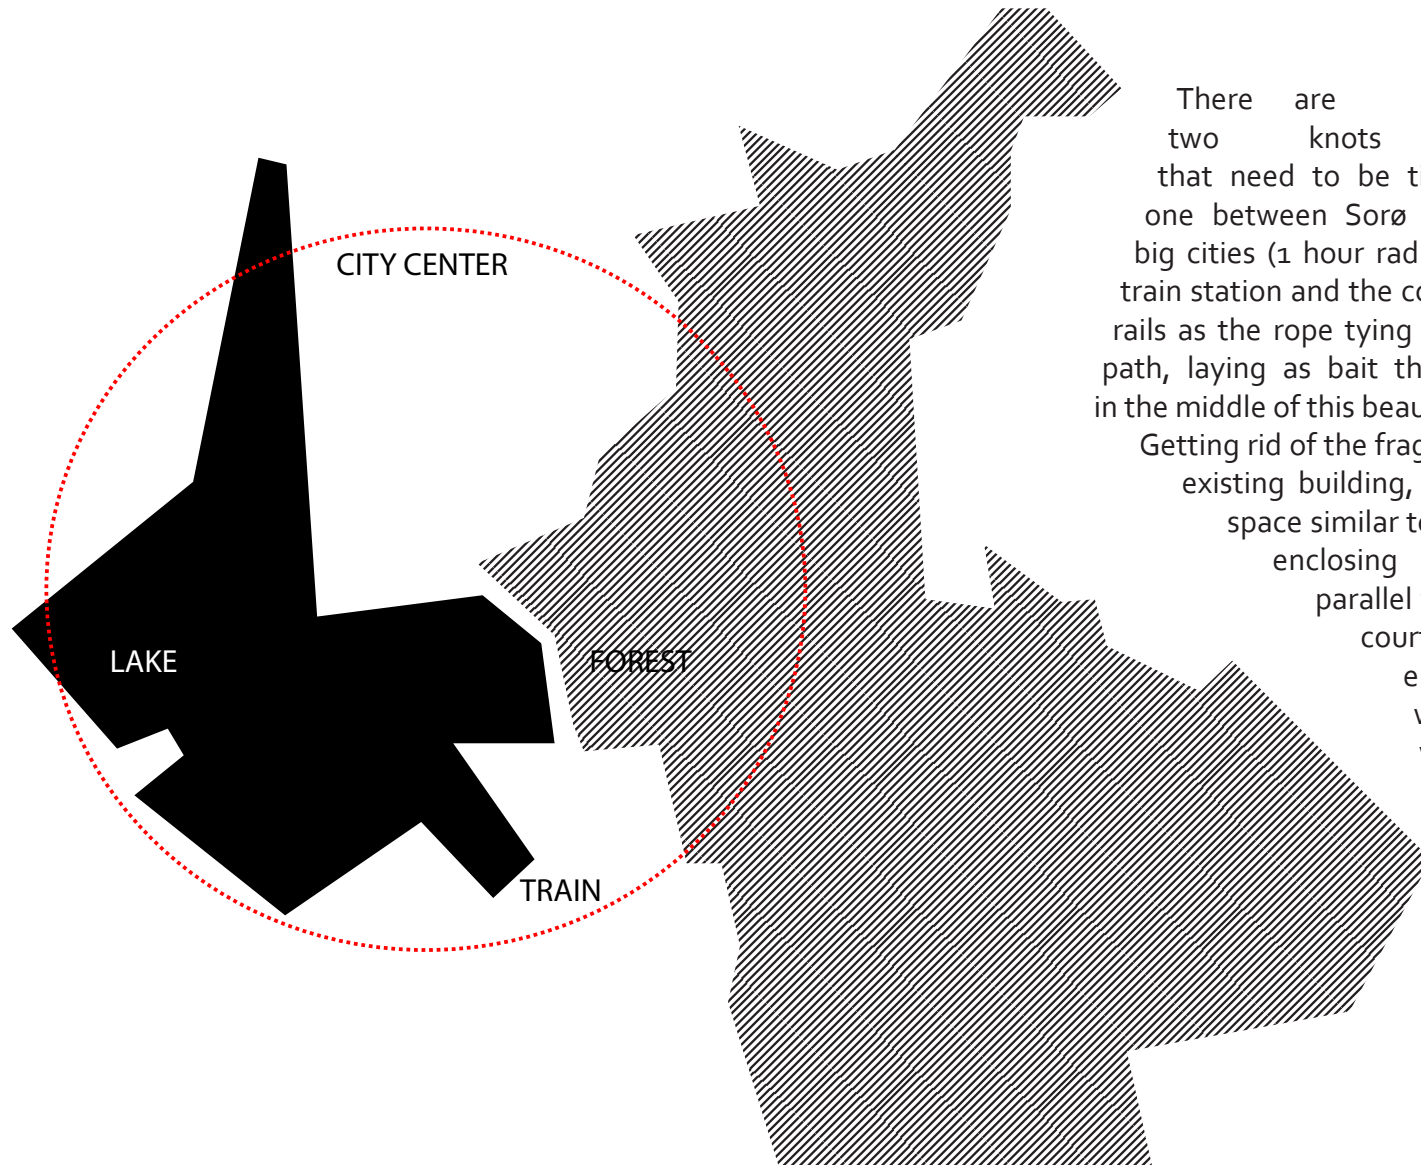 CITY CENTER
LAKE
FOREST
TRAIN
There are
two knots
that need to be
one between Sorø
big cities (1 hour rad
train station and the
rails as the rope tying
path, laying as bait
in the middle of this
Getting rid of the
existing building,
space similar
enclosing
parallel